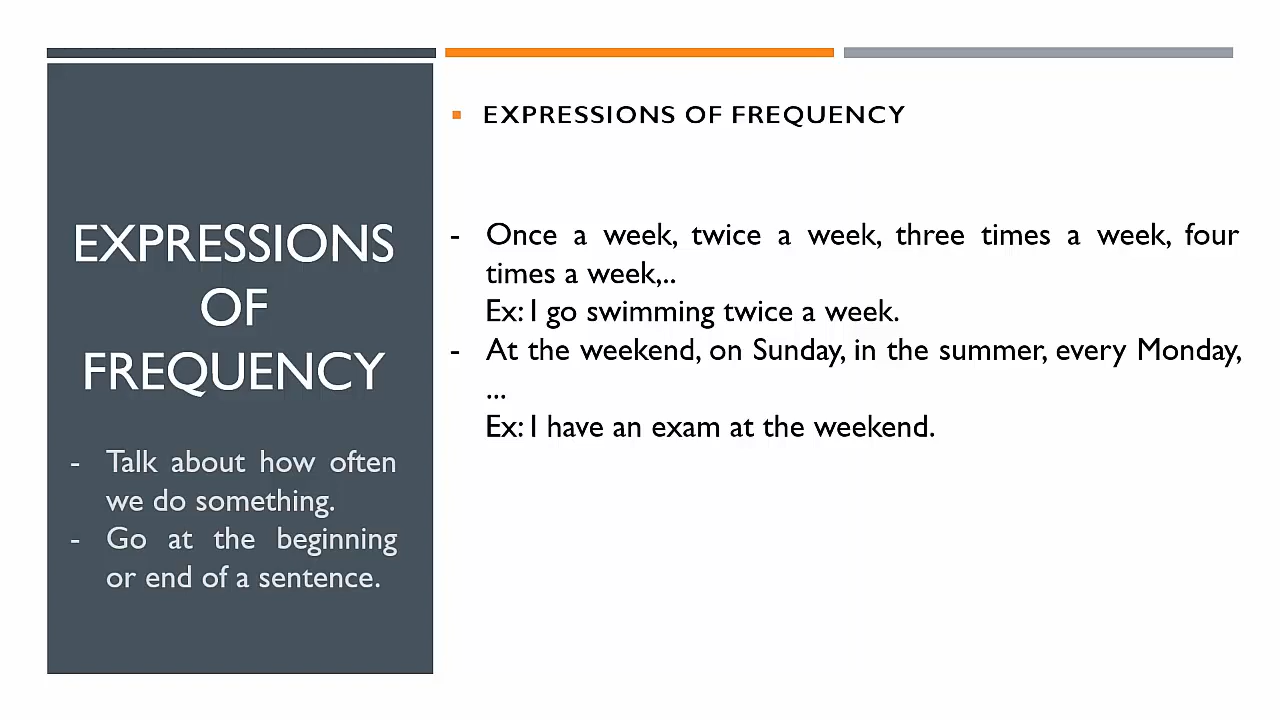 EXPRESSIONS
OF
FREQUENCY
- Talk about how often
we do something.
- Go at the beginning
or end of a sentence.
▪ EXPRESSIONS OF FREQUENCY
- Once a week, twice a week, three times a week, four
times a week,..
Ex: I go swimming twice a week.
- At the weekend, on Sunday, in the summer, every Monday,
...
Ex: I have an exam at the weekend.